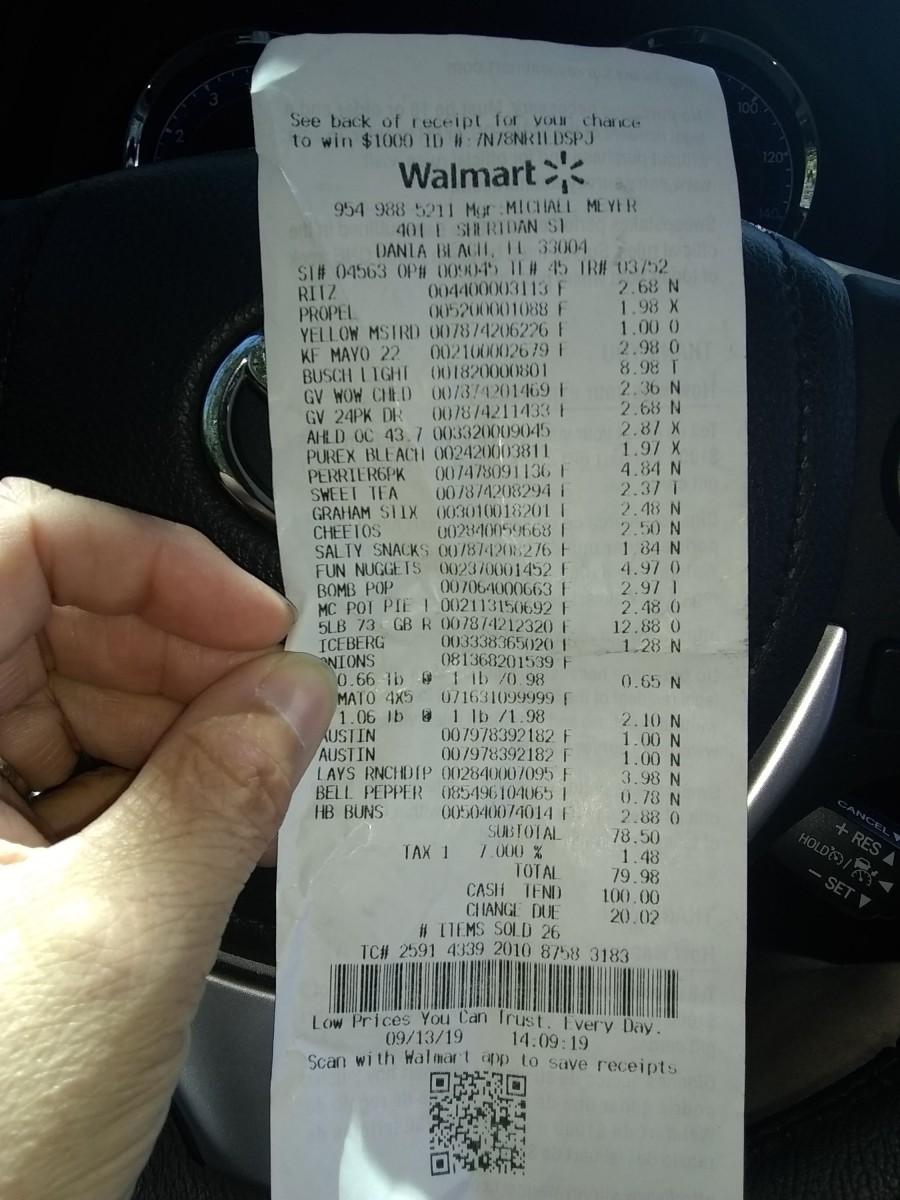 See back of receipt for your chance
to win $1000 ID #:7N78NR1LDSPJ
Walmart
954 988 5211 Mgr:MICHAEL MEYER
401 E SHERIDAN ST
DANIA BEACH, FL 33004
ST# 04563 OP# 009045 TE# 45 TR# 03752
RITZ 004400003113 F 2.68 N
PROPEL 005200001088 F 1.98 X
YELLOW MSTRD 007874206226 F 1.00 O
KF MAYO 22 002100002679 F 2.98 O
BUSCH LIGHT 001820000801 8.98 T
GV WOW CHED 007874201469 F 2.36 N
GV 24PK DR 007874211433 F 2.68 N
AHLD OC 43.7 003320009045 2.87 X
PUREX BLEACH 002420003811 1.97 X
PERRIER6PK 007478091136 F 4.84 N
SWEET TEA 007874208294 F 2.37 T
GRAHAM STIX 003010018201 F 2.48 N
CHEETOS 002840059668 F 2.50 N
SALTY SNACKS 007874208276 F 1.84 N
FUN NUGGETS 002370001452 F 4.97 O
BOMB POP 007064000663 F 2.97 T
MC POT PIE T 002113150692 F 2.48 O
5LB 73 GB R 007874212320 F 12.88 O
ICEBERG 003338365020 F 1.28 N
ONIONS 081368201539 F
0.66 lb @ 1 lb /0.98 0.65 N
MATO 4X5 071631099999 F
1.06 lb @ 1 lb /1.98 2.10 N
AUSTIN 007978392182 F 1.00 N
AUSTIN 007978392182 F 1.00 N
LAYS RNCHDIP 002840007095 F 3.98 N
BELL PEPPER 085496104065 F 0.78 N
HB BUNS 005040074014 F 2.88 O
SUBTOTAL 78.50
TAX 1 7.000 % 1.48
TOTAL 79.98
CASH TEND 100.00
CHANGE DUE 20.02
# ITEMS SOLD 26
TC# 2591 4339 2010 8758 3183
Low Prices You Can Trust. Every Day.
09/13/19 14:09:19
Scan with Walmart app to save receipts
3
2
100
120
140
CANCEL
+ RES
HOLD /
- SET